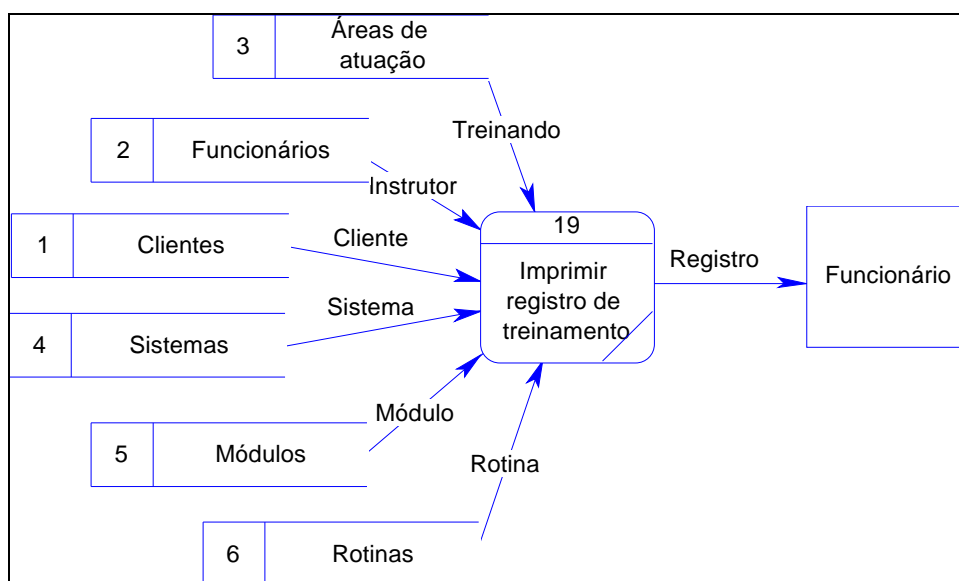 3
Áreas de
atuação
Treinando
2
Funcionários
Instrutor
1
Clientes
Cliente
19
Imprimir
registro de
treinamento
Registro
Funcionário
Sistema
4
Sistemas
Módulo
5
Módulos
Rotina
6
Rotinas